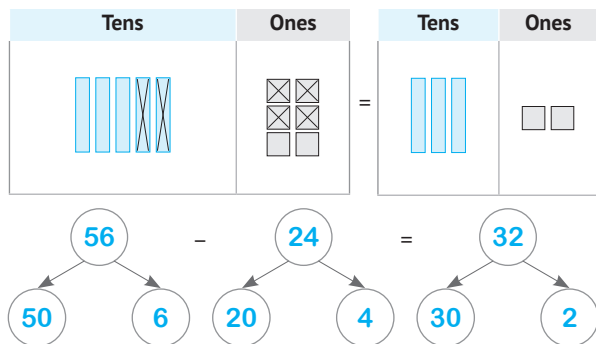 Tens Ones Tens Ones
=
56 – 24 = 32
50 6 20 4 30 2